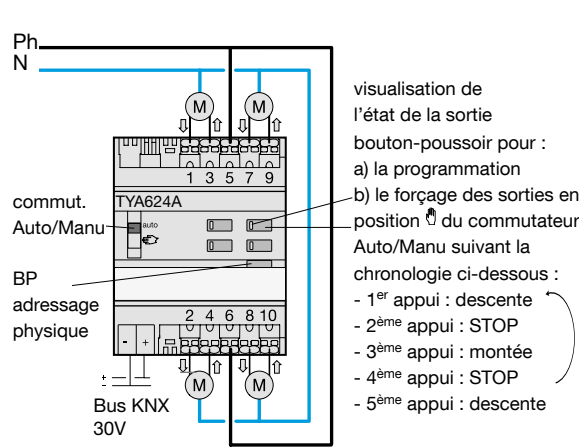 Ph
N
M M
1 3 5 7 9
TYA624A
auto
commut.
Auto/Manu
BP
adressage
physique
2 4 6 8 10
- +
M M
+
-
Bus KNX
30V
visualisation de
l'état de la sortie
bouton-poussoir pour :
a) la programmation
b) le forçage des sorties en
position du commutateur
Auto/Manu suivant la
chronologie ci-dessous :
- 1er appui : descente
- 2ème appui : STOP
- 3ème appui : montée
- 4ème appui : STOP
- 5ème appui : descente